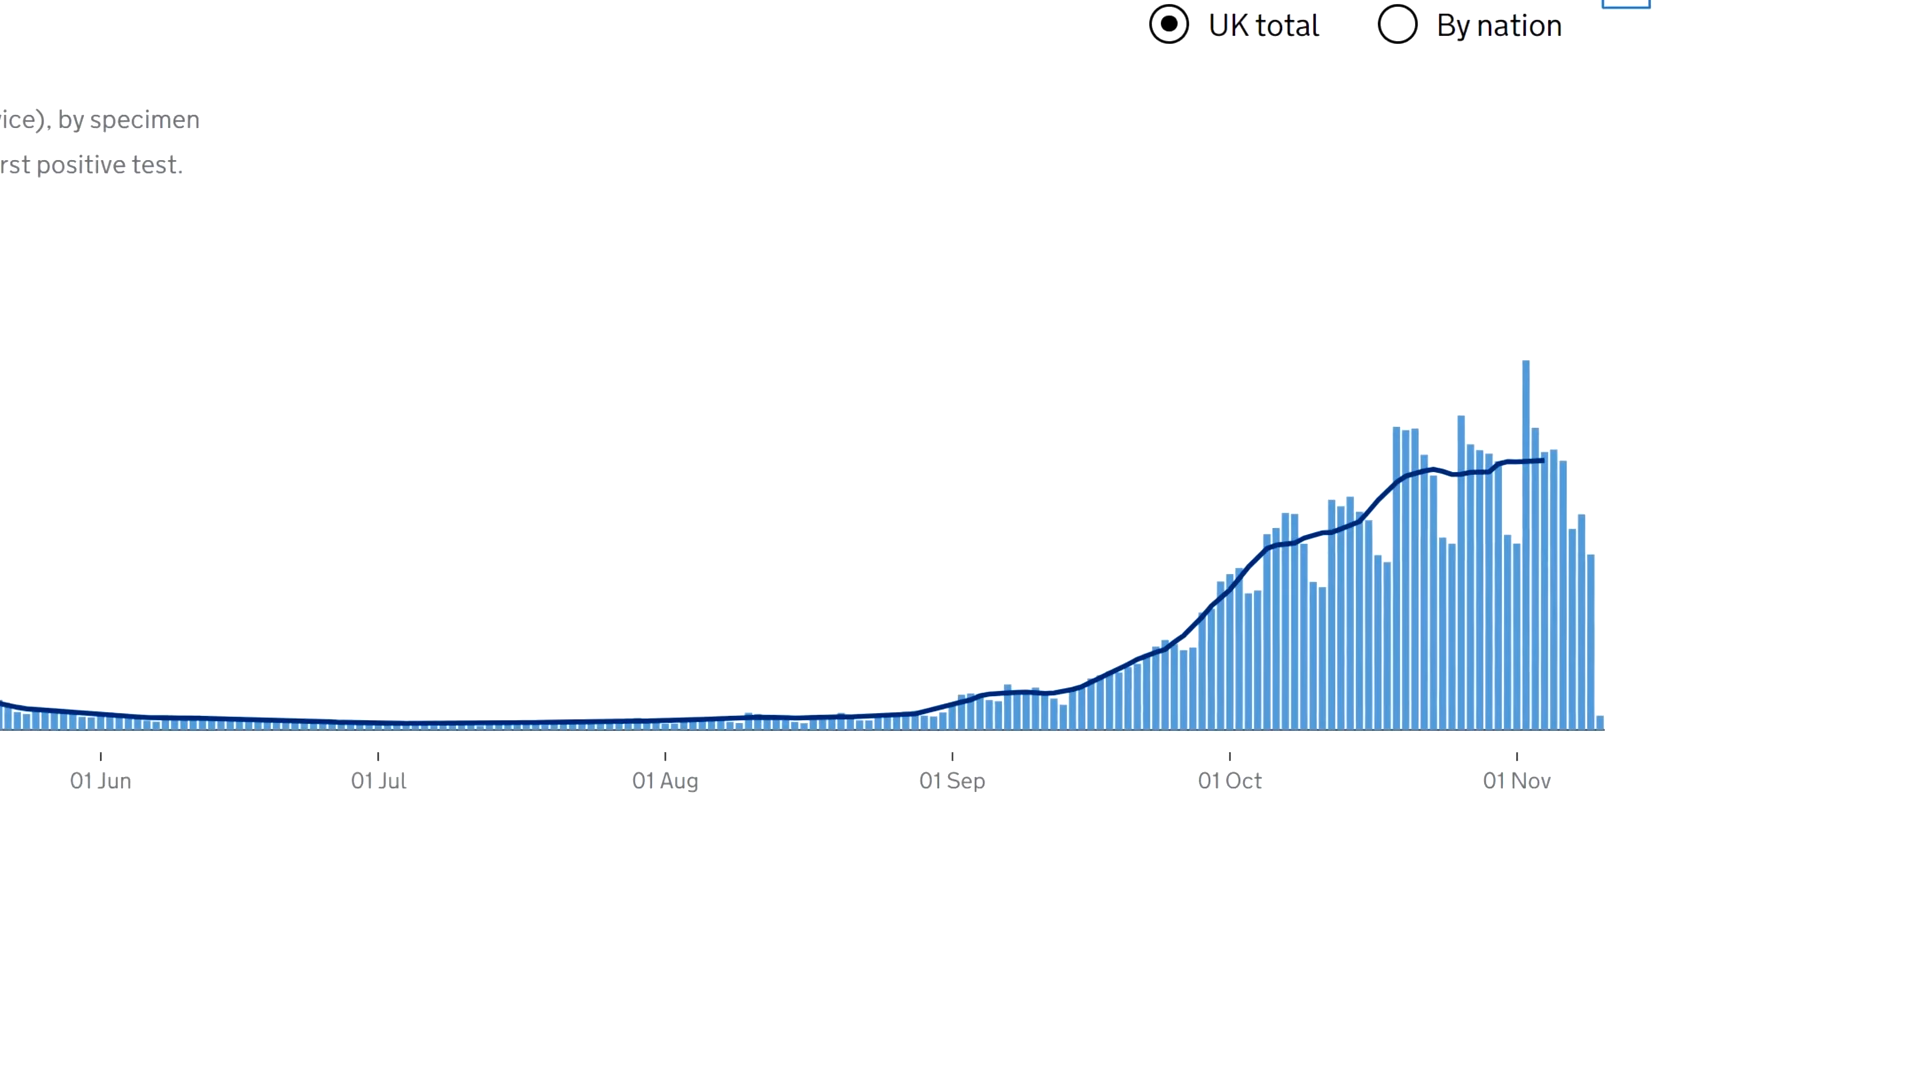 UK total By nation
ice), by specimen
rst positive test.
01 Jun 01 Jul 01 Aug 01 Sep 01 Oct 01 Nov